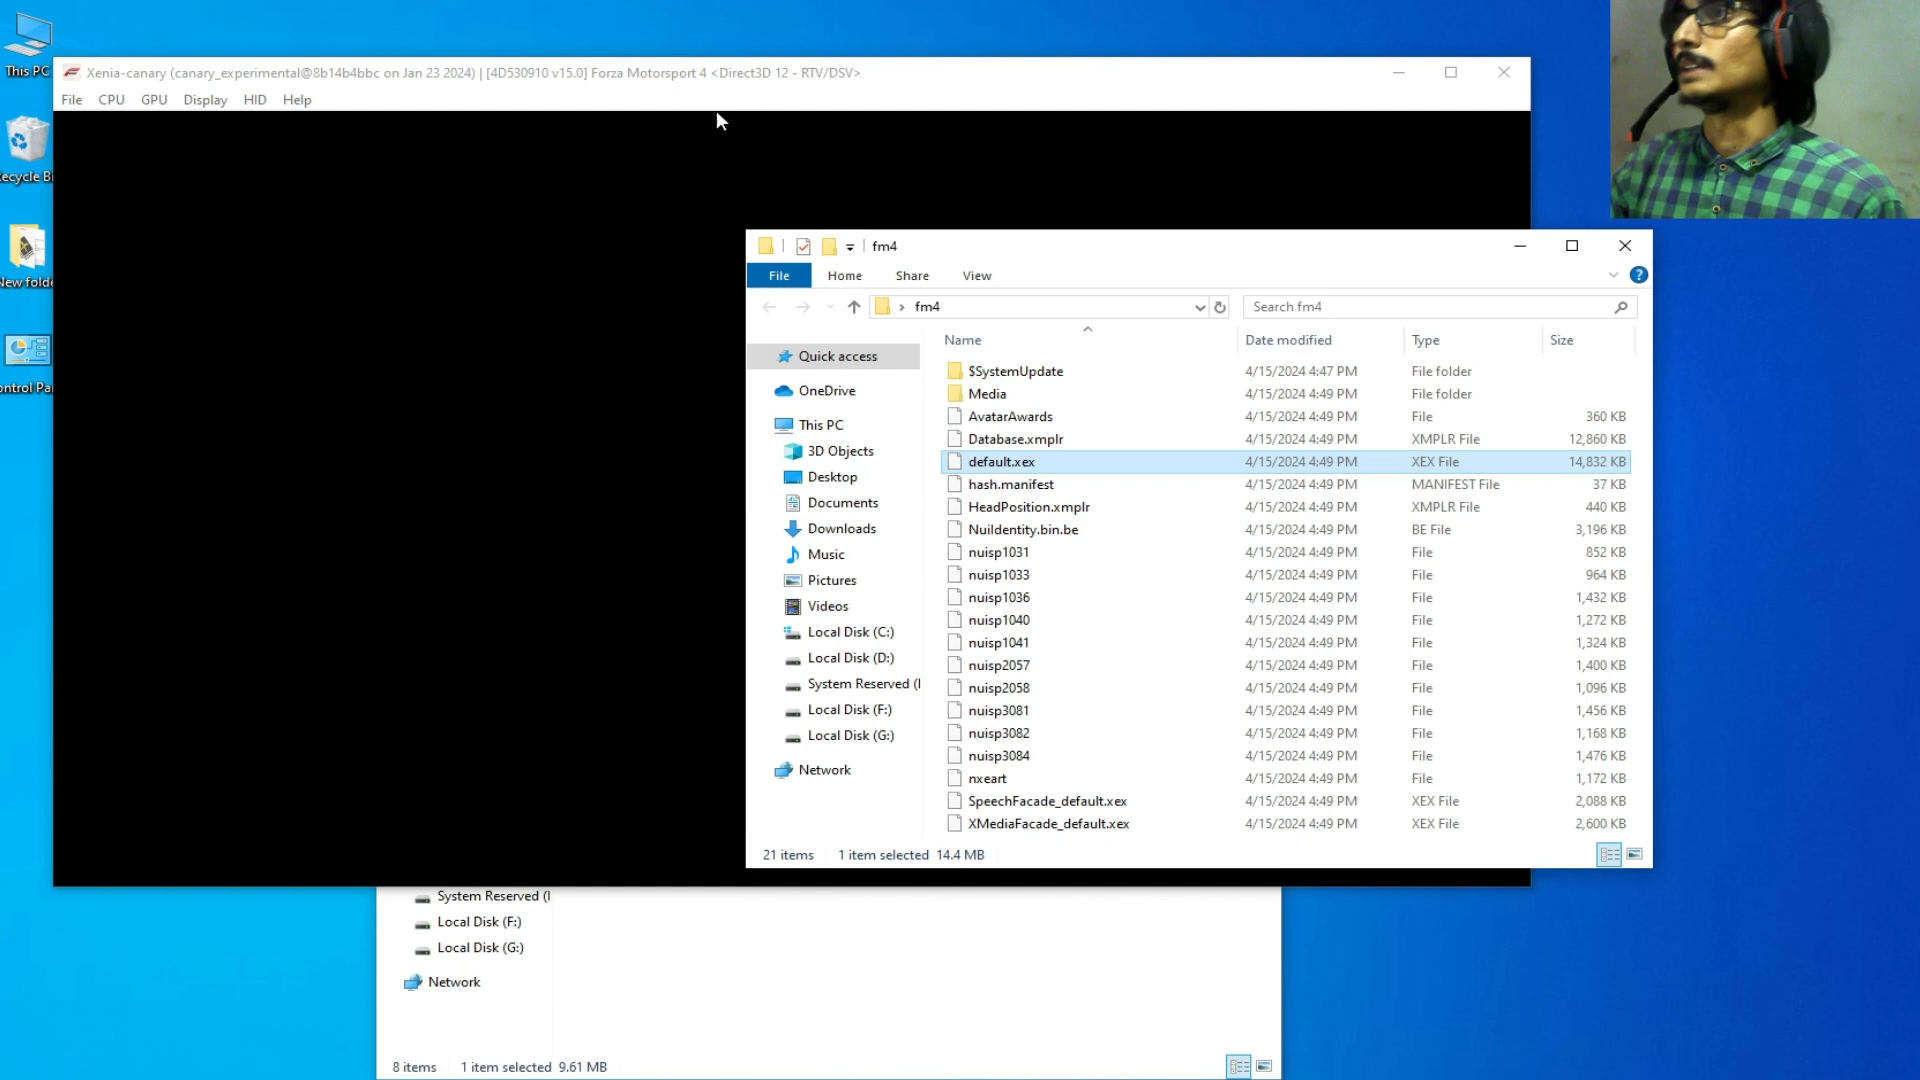 This PC
Recycle Bi
New folde
ontrol Pa
Xenia-canary (canary_experimental@8b14b4bbc on Jan 23 2024) | [4D530910 v15.0] Forza Motorsport 4 <Direct3D 12 - RTV/DSV>
File CPU GPU Display HID Help
fm4
File Home Share View
fm4 Search fm4
Name Date modified Type Size
Quick access
OneDrive
This PC
3D Objects
Desktop
Documents
Downloads
Music
Pictures
Videos
Local Disk (C:)
Local Disk (D:)
System Reserved (
Local Disk (F:)
Local Disk (G:)
Network
$SystemUpdate 4/15/2024 4:47 PM File folder
Media 4/15/2024 4:49 PM File folder
AvatarAwards 4/15/2024 4:49 PM File 360 KB
Database.xmplr 4/15/2024 4:49 PM XMPLR File 12,860 KB
default.xex 4/15/2024 4:49 PM XEX File 14,832 KB
hash.manifest 4/15/2024 4:49 PM MANIFEST File 37 KB
HeadPosition.xmplr 4/15/2024 4:49 PM XMPLR File 440 KB
NuiIdentity.bin.be 4/15/2024 4:49 PM BE File 3,196 KB
nuisp1031 4/15/2024 4:49 PM File 852 KB
nuisp1033 4/15/2024 4:49 PM File 964 KB
nuisp1036 4/15/2024 4:49 PM File 1,432 KB
nuisp1040 4/15/2024 4:49 PM File 1,272 KB
nuisp1041 4/15/2024 4:49 PM File 1,324 KB
nuisp2057 4/15/2024 4:49 PM File 1,400 KB
nuisp2058 4/15/2024 4:49 PM File 1,096 KB
nuisp3081 4/15/2024 4:49 PM File 1,456 KB
nuisp3082 4/15/2024 4:49 PM File 1,168 KB
nuisp3084 4/15/2024 4:49 PM File 1,476 KB
nxeart 4/15/2024 4:49 PM File 1,172 KB
SpeechFacade_default.xex 4/15/2024 4:49 PM XEX File 2,088 KB
XMediaFacade_default.xex 4/15/2024 4:49 PM XEX File 2,600 KB
21 items 1 item selected 14.4 MB
System Reserved (
Local Disk (F:)
Local Disk (G:)
Network
8 items 1 item selected 9.61 MB